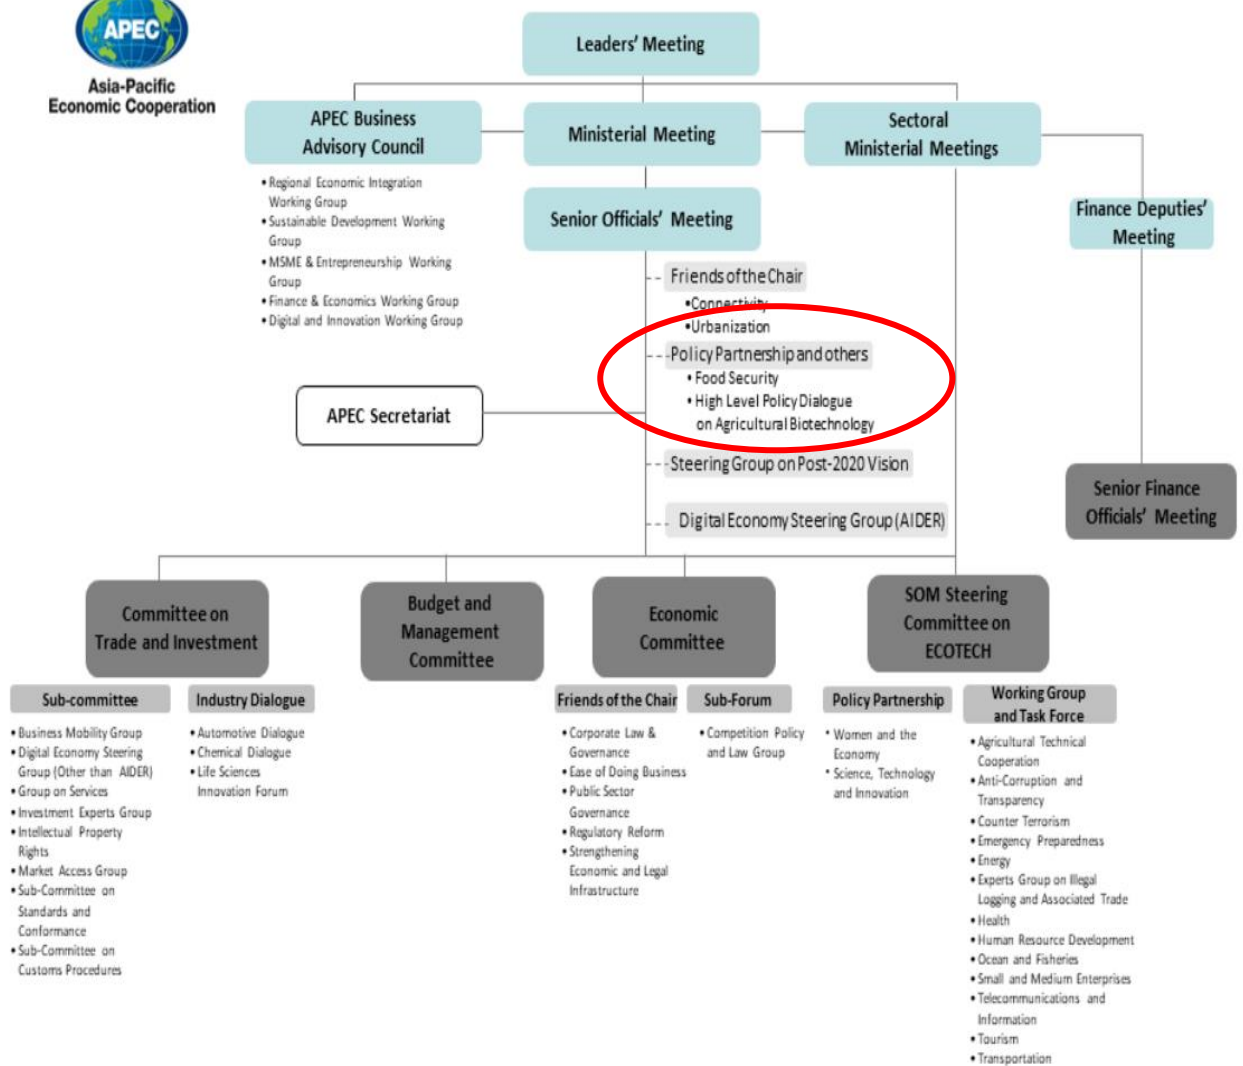 APEC
Asia-Pacific
Economic Cooperation
Leaders' Meeting
APEC Business
Advisory Council
Ministerial Meeting
Sectoral
Ministerial Meetings
• Regional Economic Integration
Working Group
• Sustainable Development Working
Group
• MSME & Entrepreneurship Working
Group
• Finance & Economics Working Group
• Digital and Innovation Working Group
Senior Officials' Meeting
Finance Deputies'
Meeting
Friends of the Chair
• Connectivity
• Urbanization
Policy Partnership and others
• Food Security
• High Level Policy Dialogue
on Agricultural Biotechnology
APEC Secretariat
Steering Group on Post-2020 Vision
Digital Economy Steering Group (AIDER)
Senior Finance
Officials' Meeting
Committee on
Trade and Investment
Budget and
Management
Committee
Economic
Committee
SOM Steering
Committee on
ECOTECH
Sub-committee
• Business Mobility Group
• Digital Economy Steering
Group (Other than AIDER)
• Group on Services
• Investment Experts Group
• Intellectual Property
Rights
• Market Access Group
• Sub-Committee on
Standards and
Conformance
• Sub-Committee on
Customs Procedures
Industry Dialogue
• Automotive Dialogue
• Chemical Dialogue
• Life Sciences
Innovation Forum
Friends of the Chair
• Corporate Law &
Governance
• Ease of Doing Business
• Public Sector
Governance
• Regulatory Reform
• Strengthening
Economic and Legal
Infrastructure
Sub-Forum
• Competition Policy
and Law Group
Policy Partnership
• Women and the
Economy
• Science, Technology
and Innovation
Working Group
and Task Force
• Agricultural Technical
Cooperation
• Anti-Corruption and
Transparency
• Counter Terrorism
• Emergency Preparedness
• Energy
• Experts Group on Illegal
Logging and Associated Trade
• Health
• Human Resource Development
• Ocean and Fisheries
• Small and Medium Enterprises
• Telecommunications and
Information
• Tourism
• Transportation